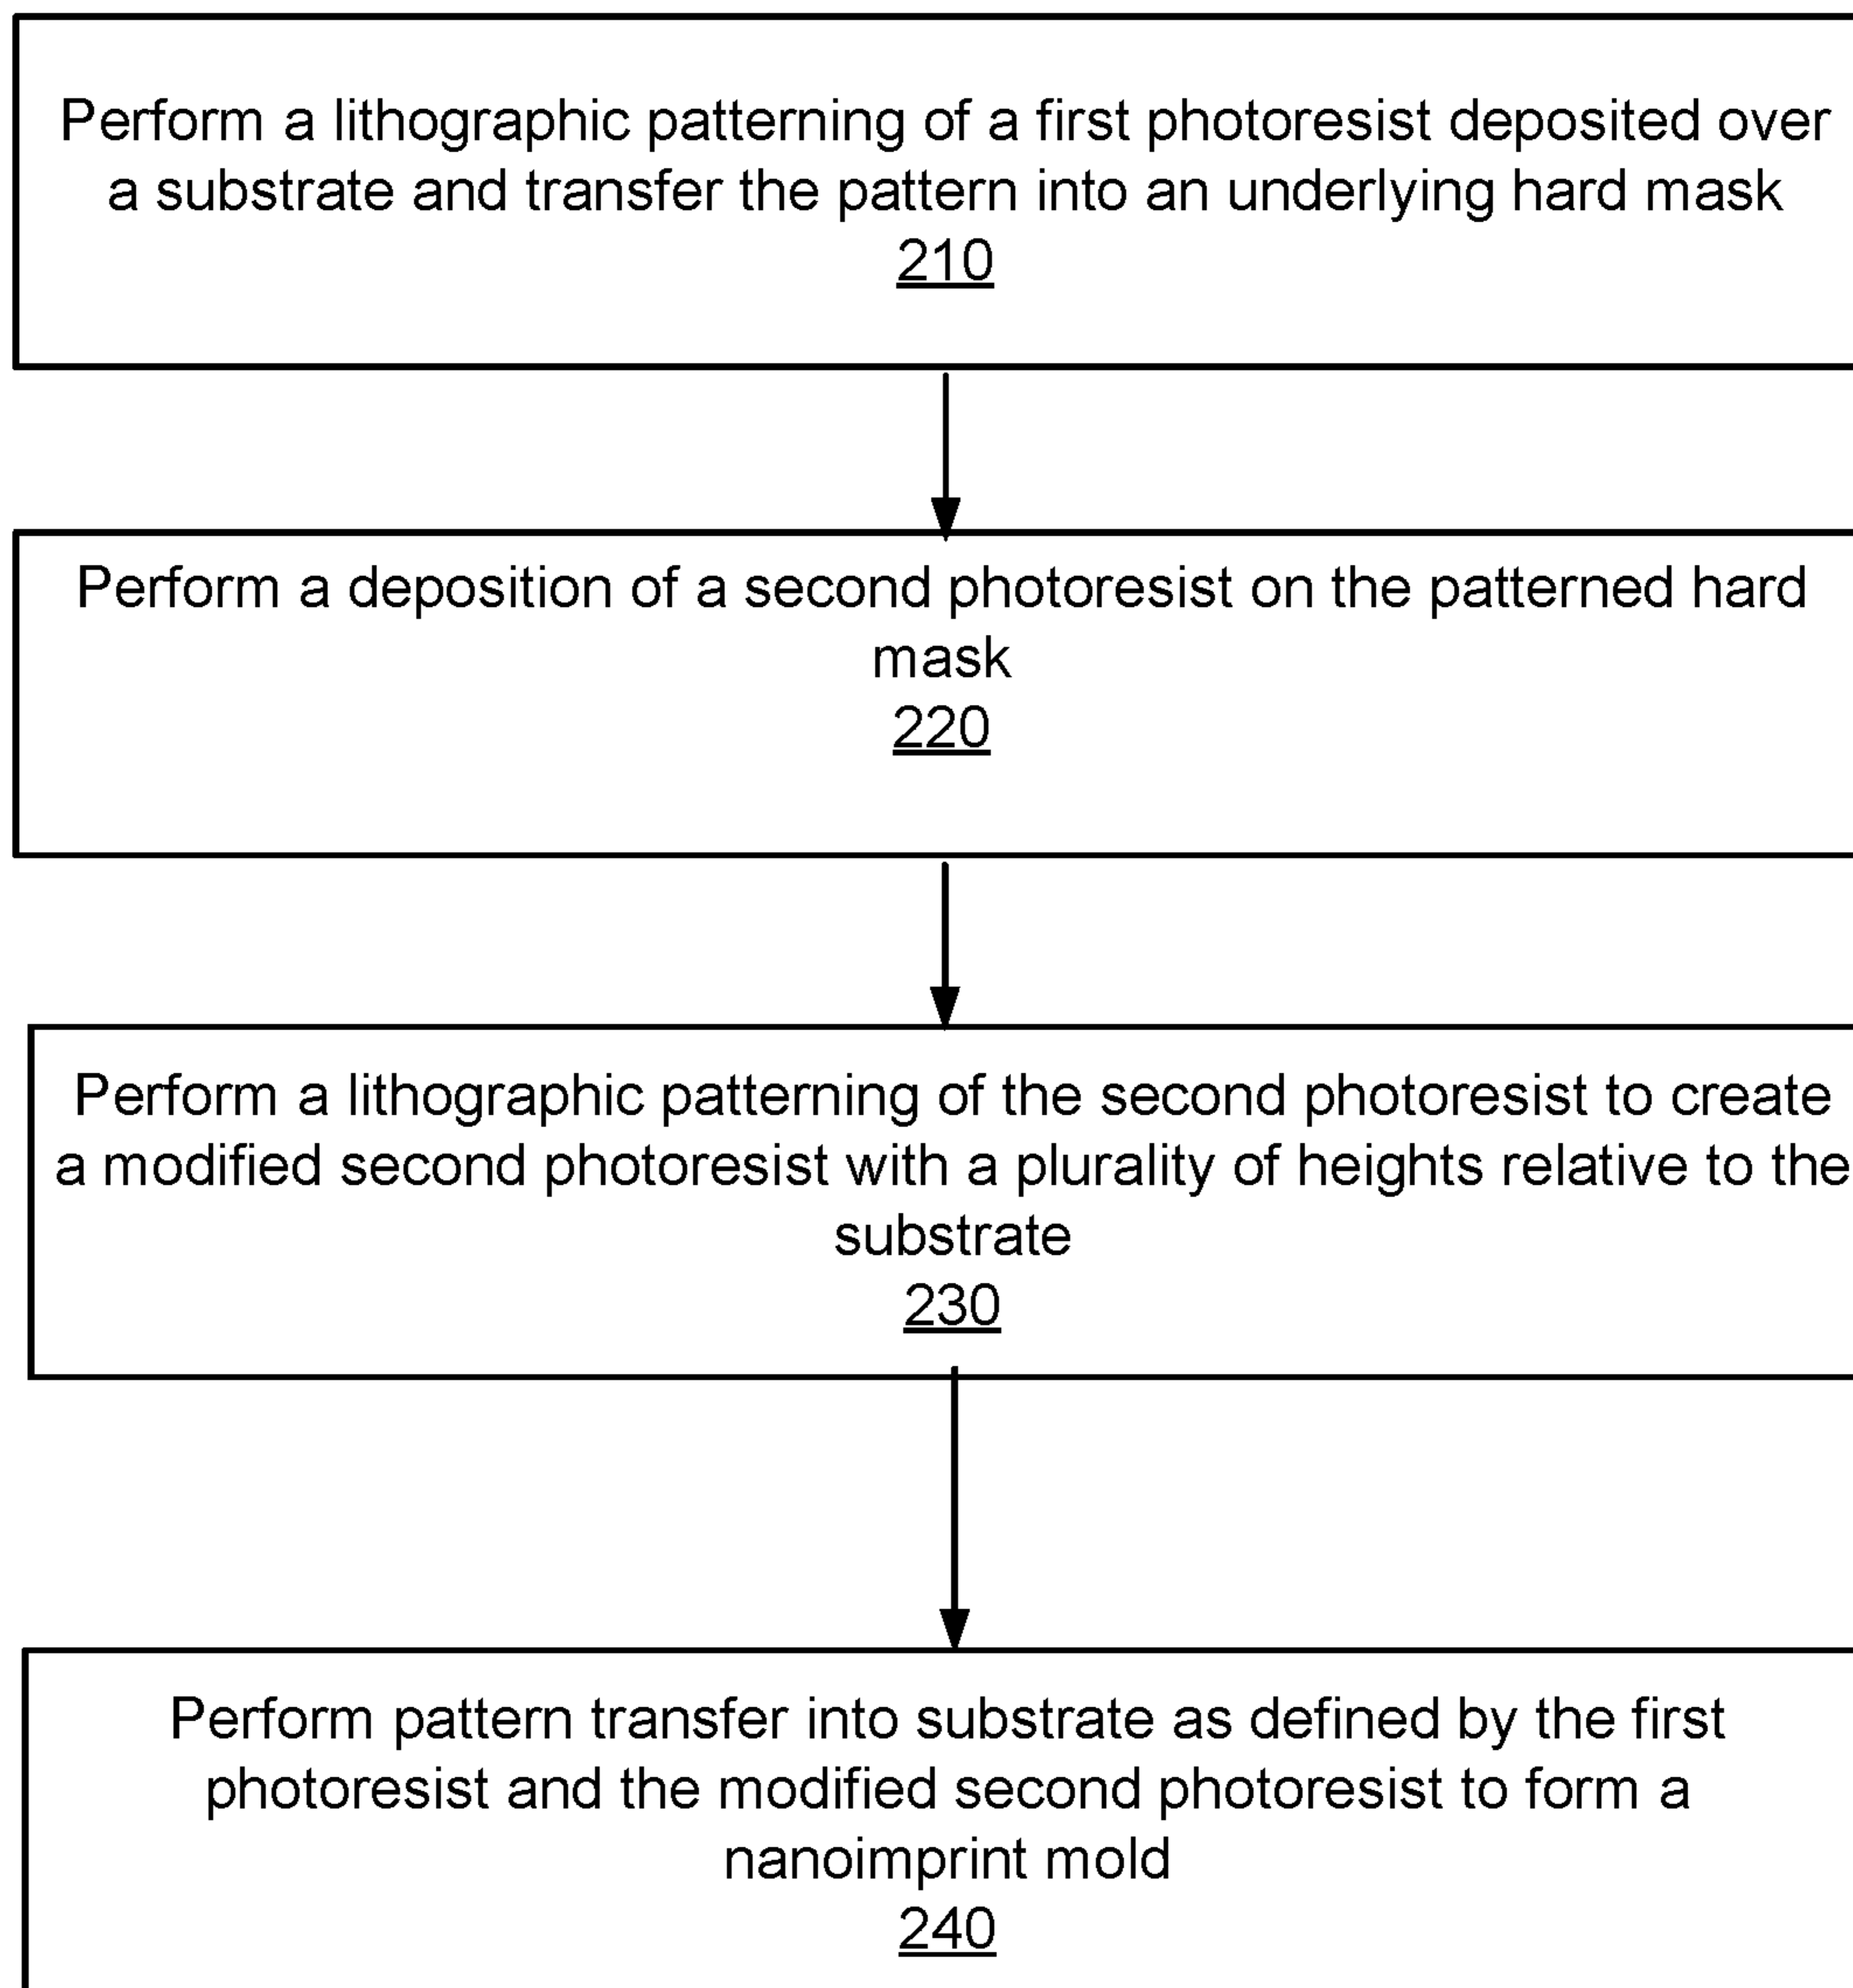 Perform a lithographic patterning of a first photoresist deposited over
a substrate and transfer the pattern into an underlying hard mask
210
Perform a deposition of a second photoresist on the patterned hard
mask
220
Perform a lithographic patterning of the second photoresist to create
a modified second photoresist with a plurality of heights relative to the
substrate
230
Perform pattern transfer into substrate as defined by the first
photoresist and the modified second photoresist to form a
nanoimprint mold
240